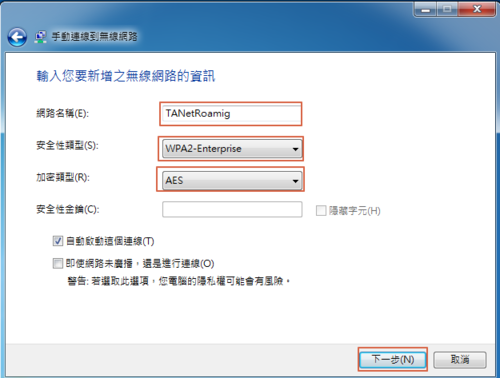 手動連線到無線網路
輸入您要新增之無線網路的資訊
網路名稱(E): TANetRoamig
安全性類型(S): WPA2-Enterprise
加密類型(R): AES
安全性金鑰(C): 隱藏字元(H)
自動啟動這個連線(T)
即使網路未廣播，還是進行連線(O)
警告: 若選取此選項，您電腦的隱私權可能會有風險。
下一步(N) 取消